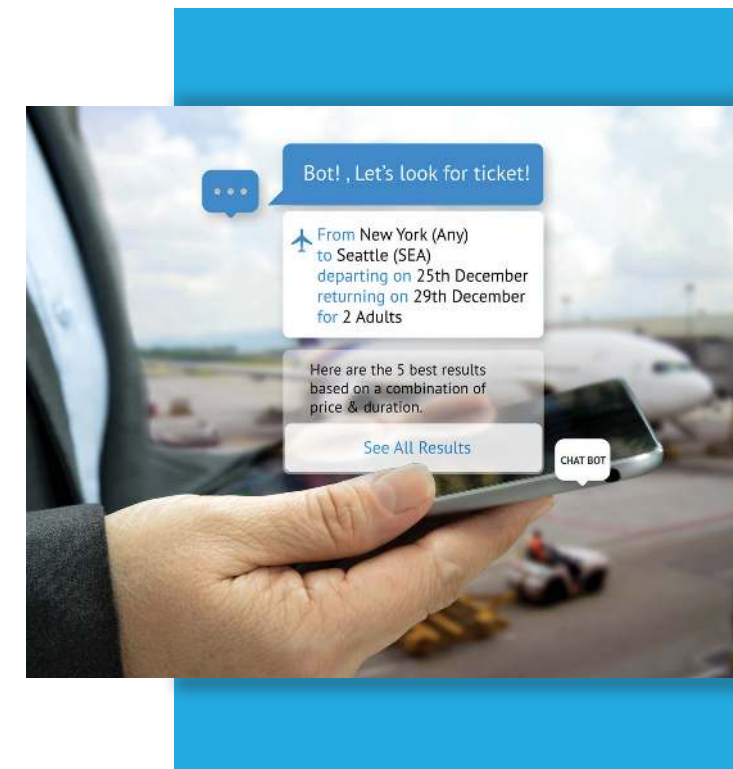 Bot! , Let's look for ticket!
From New York (Any)
to Seattle (SEA)
departing on 25th December
returning on 29th December
for 2 Adults
Here are the 5 best results
based on a combination of
price & duration.
See All Results
CHAT BOT